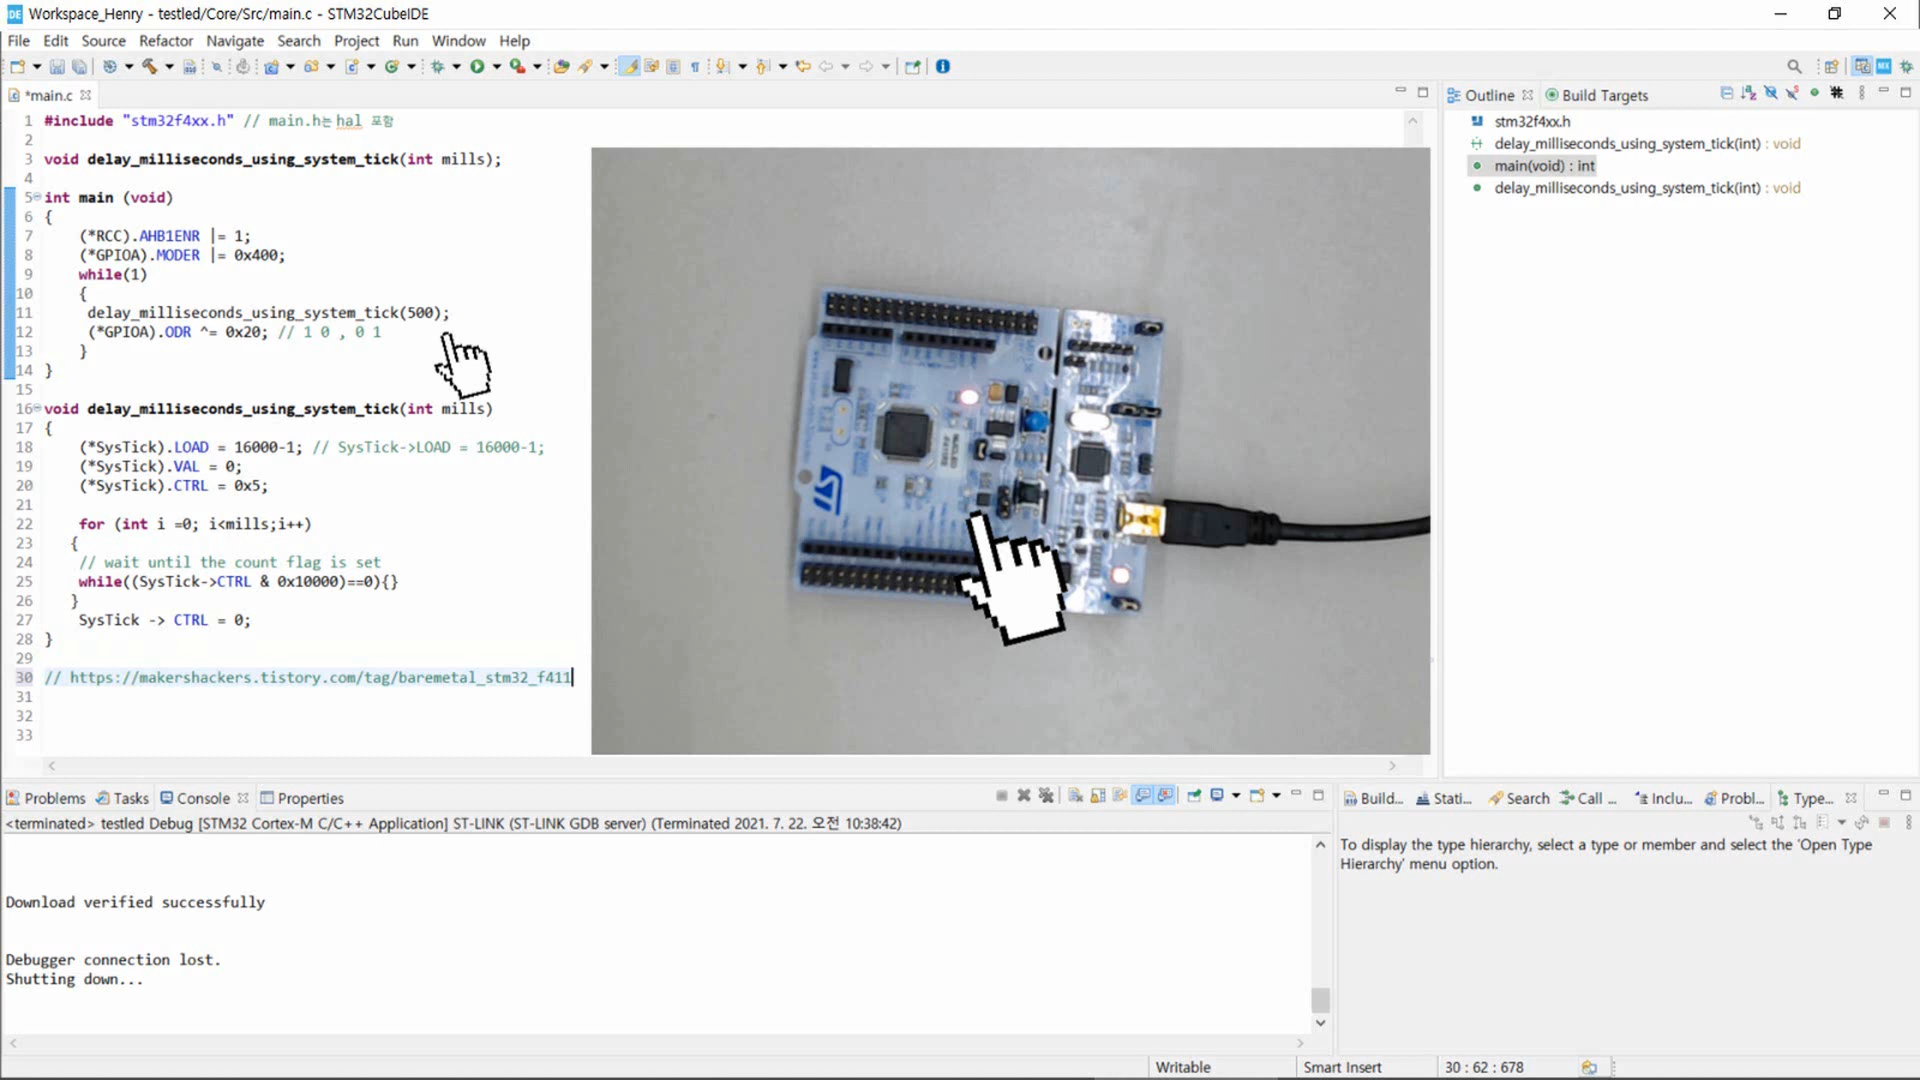 Workspace_Henry - testled/Core/Src/main.c - STM32CubeIDE
File Edit Source Refactor Navigate Search Project Run Window Help
*main.c
1 #include "stm32f4xx.h" // main.h는 hal 포함
2
3 void delay_milliseconds_using_system_tick(int mills);
4
5 int main (void)
6 {
7 (*RCC).AHB1ENR |= 1;
8 (*GPIOA).MODER |= 0x400;
9 while(1)
10 {
11 delay_milliseconds_using_system_tick(500);
12 (*GPIOA).ODR ^= 0x20; // 1 0 , 0 1
13 }
14 }
15
16 void delay_milliseconds_using_system_tick(int mills)
17 {
18 (*SysTick).LOAD = 16000-1; // SysTick->LOAD = 16000-1;
19 (*SysTick).VAL = 0;
20 (*SysTick).CTRL = 0x5;
21
22 for (int i =0; i<mills;i++)
23 {
24 // wait until the count flag is set
25 while((SysTick->CTRL & 0x10000)==0){}
26 }
27 SysTick -> CTRL = 0;
28 }
29
30 // https://makershackers.tistory.com/tag/baremetal_stm32_f411
31
32
33
ST
Outline Build Targets
stm32f4xx.h
delay_milliseconds_using_system_tick(int) : void
main(void) : int
delay_milliseconds_using_system_tick(int) : void
Problems Tasks Console Properties
<terminated> testled Debug [STM32 Cortex-M C/C++ Application] ST-LINK (ST-LINK GDB server) (Terminated 2021. 7. 22. 오전 10:38:42)
Download verified successfully
Debugger connection lost.
Shutting down...
Build... Stati... Search Call ... Inclu... Probl... Type...
To display the type hierarchy, select a type or member and select the 'Open Type
Hierarchy' menu option.
Writable Smart Insert 30 : 62 : 678